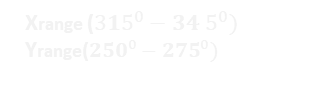 Xrange (315⁰ − 34 5⁰)
Yrange(250⁰ − 275⁰)